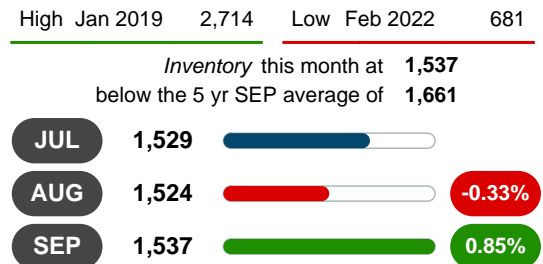 High Jan 2019 2,714 Low Feb 2022 681
Inventory this month at 1,537
below the 5 yr SEP average of 1,661
JUL 1,529
AUG 1,524 -0.33%
SEP 1,537 0.85%